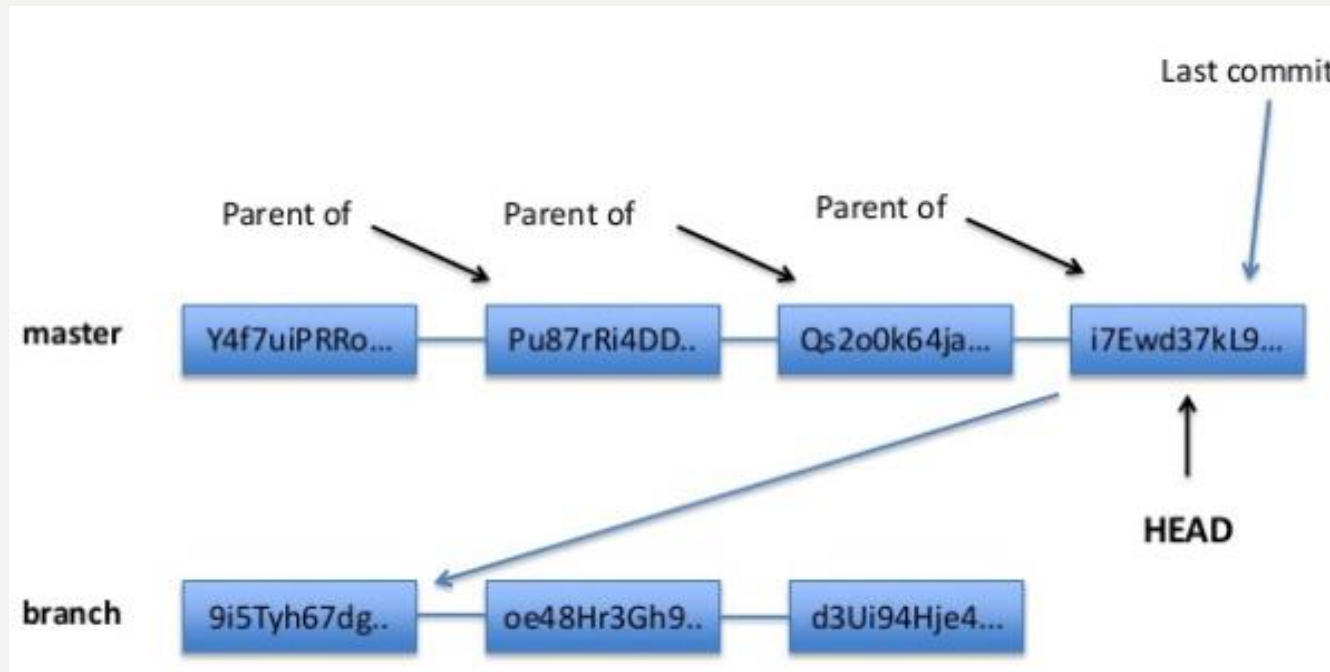 Last commit
Parent of Parent of Parent of
master Y4f7uiPRRo... Pu87rRi4DD.. Qs2o0k64ja... i7Ewd37kL9...
HEAD
branch 9i5Tyh67dg.. oe48Hr3Gh9.. d3Ui94Hje4...